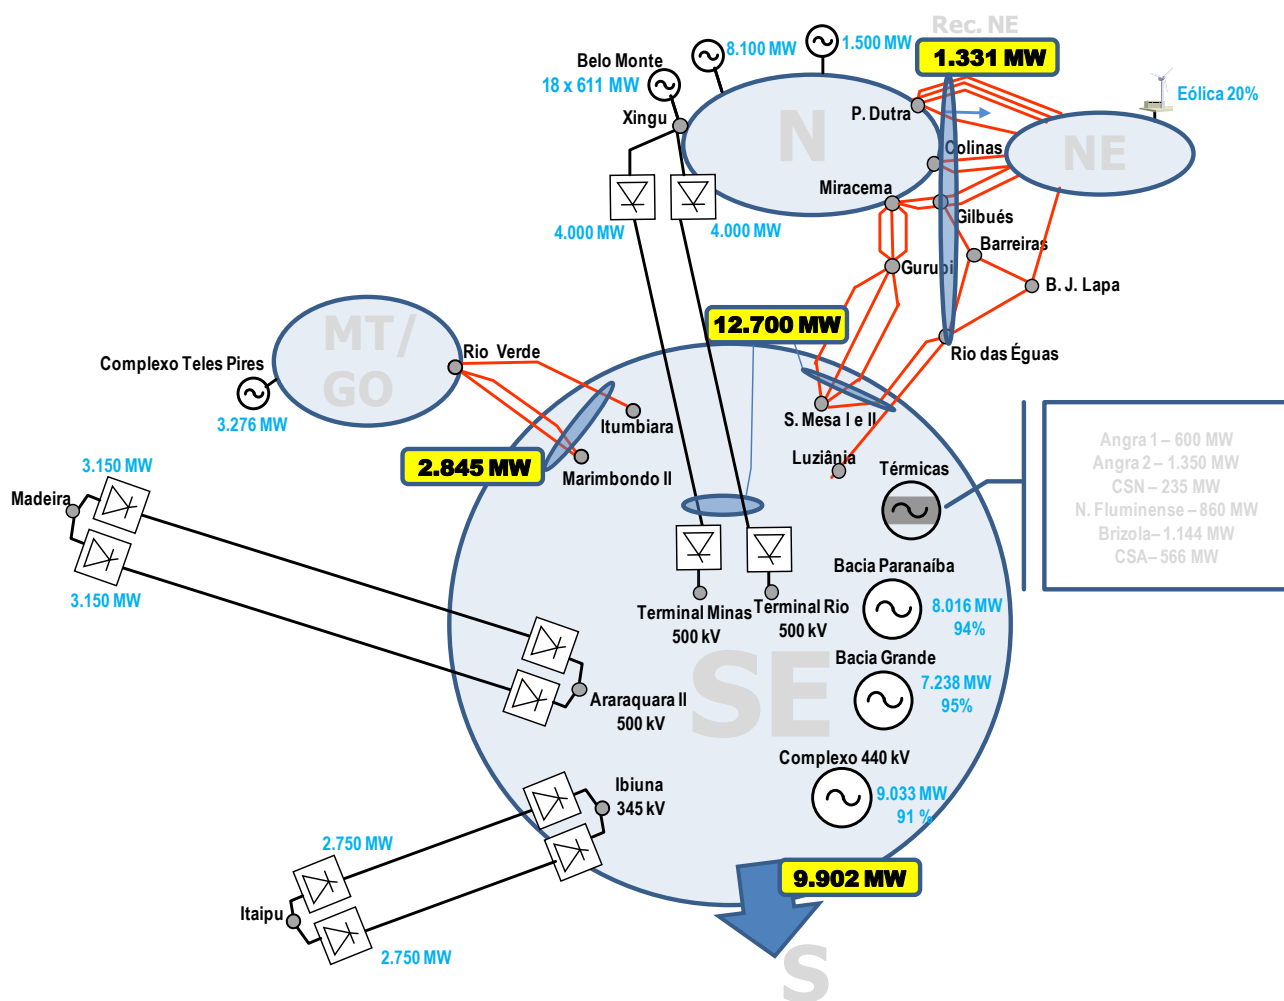 Rec. NE
1.331 MW
8.100 MW
1.500 MW
Belo Monte
18 x 611 MW
Xingu
N
P. Dutra
Eólica 20%
NE
Colinas
Miracema
Gilbués
4.000 MW
4.000 MW
Barreiras
Gurupi
B. J. Lapa
12.700 MW
MT/
GO
Rio Verde
Rio das Éguas
Complexo Teles Pires
3.276 MW
Itumbiara
S. Mesa I e II
2.845 MW
Marimbondo II
Luziânia
Térmicas
Angra 1 – 600 MW
Angra 2 – 1.350 MW
CSN – 235 MW
N. Fluminense – 860 MW
Brizola– 1.144 MW
CSA– 566 MW
3.150 MW
Madeira
3.150 MW
Bacia Paranaíba
8.016 MW
94%
Terminal Minas
500 kV
Terminal Rio
500 kV
Bacia Grande
7.238 MW
95%
SE
Araraquara II
500 kV
Complexo 440 kV
9.033 MW
91 %
Ibiuna
345 kV
2.750 MW
Itaipu
2.750 MW
9.902 MW
S